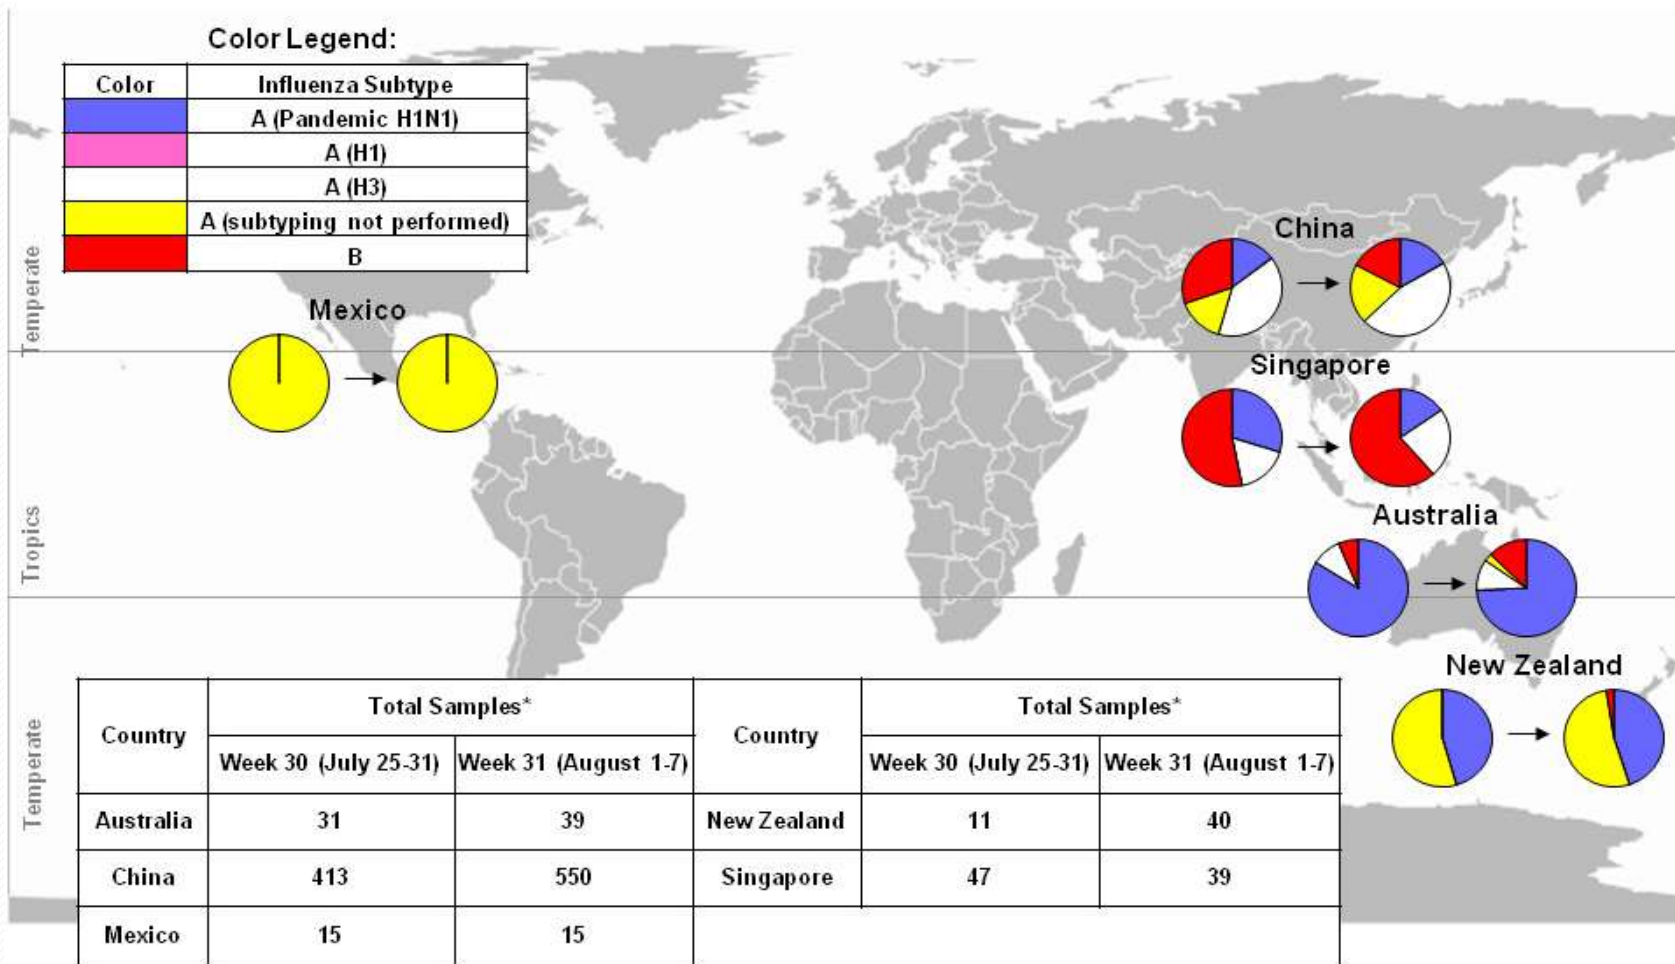 Color Legend:
Color Influenza Subtype
A (Pandemic H1N1)
A (H1)
A (H3)
A (subtyping not performed)
B
Temperate
Tropics
Temperate
Mexico
China
Singapore
Australia
New Zealand
Country Total Samples* Country Total Samples*
Week 30 (July 25-31) Week 31 (August 1-7) Week 30 (July 25-31) Week 31 (August 1-7)
Australia 31 39 New Zealand 11 40
China 413 550 Singapore 47 39
Mexico 15 15